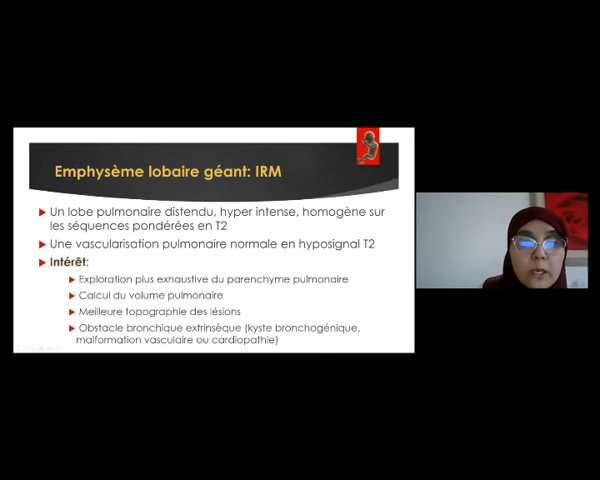 Emphysème lobaire géant: IRM
Un lobe pulmonaire distendu, hyper intense, homogène sur
les séquences pondérées en T2
Une vascularisation pulmonaire normale en hyposignal T2
Intérêt:
Exploration plus exhaustive du parenchyme pulmonaire
Calcul du volume pulmonaire
Meilleure topographie des lésions
Obstacle bronchique extrinsèque (kyste bronchogénique,
malformation vasculaire ou cardiopathie)